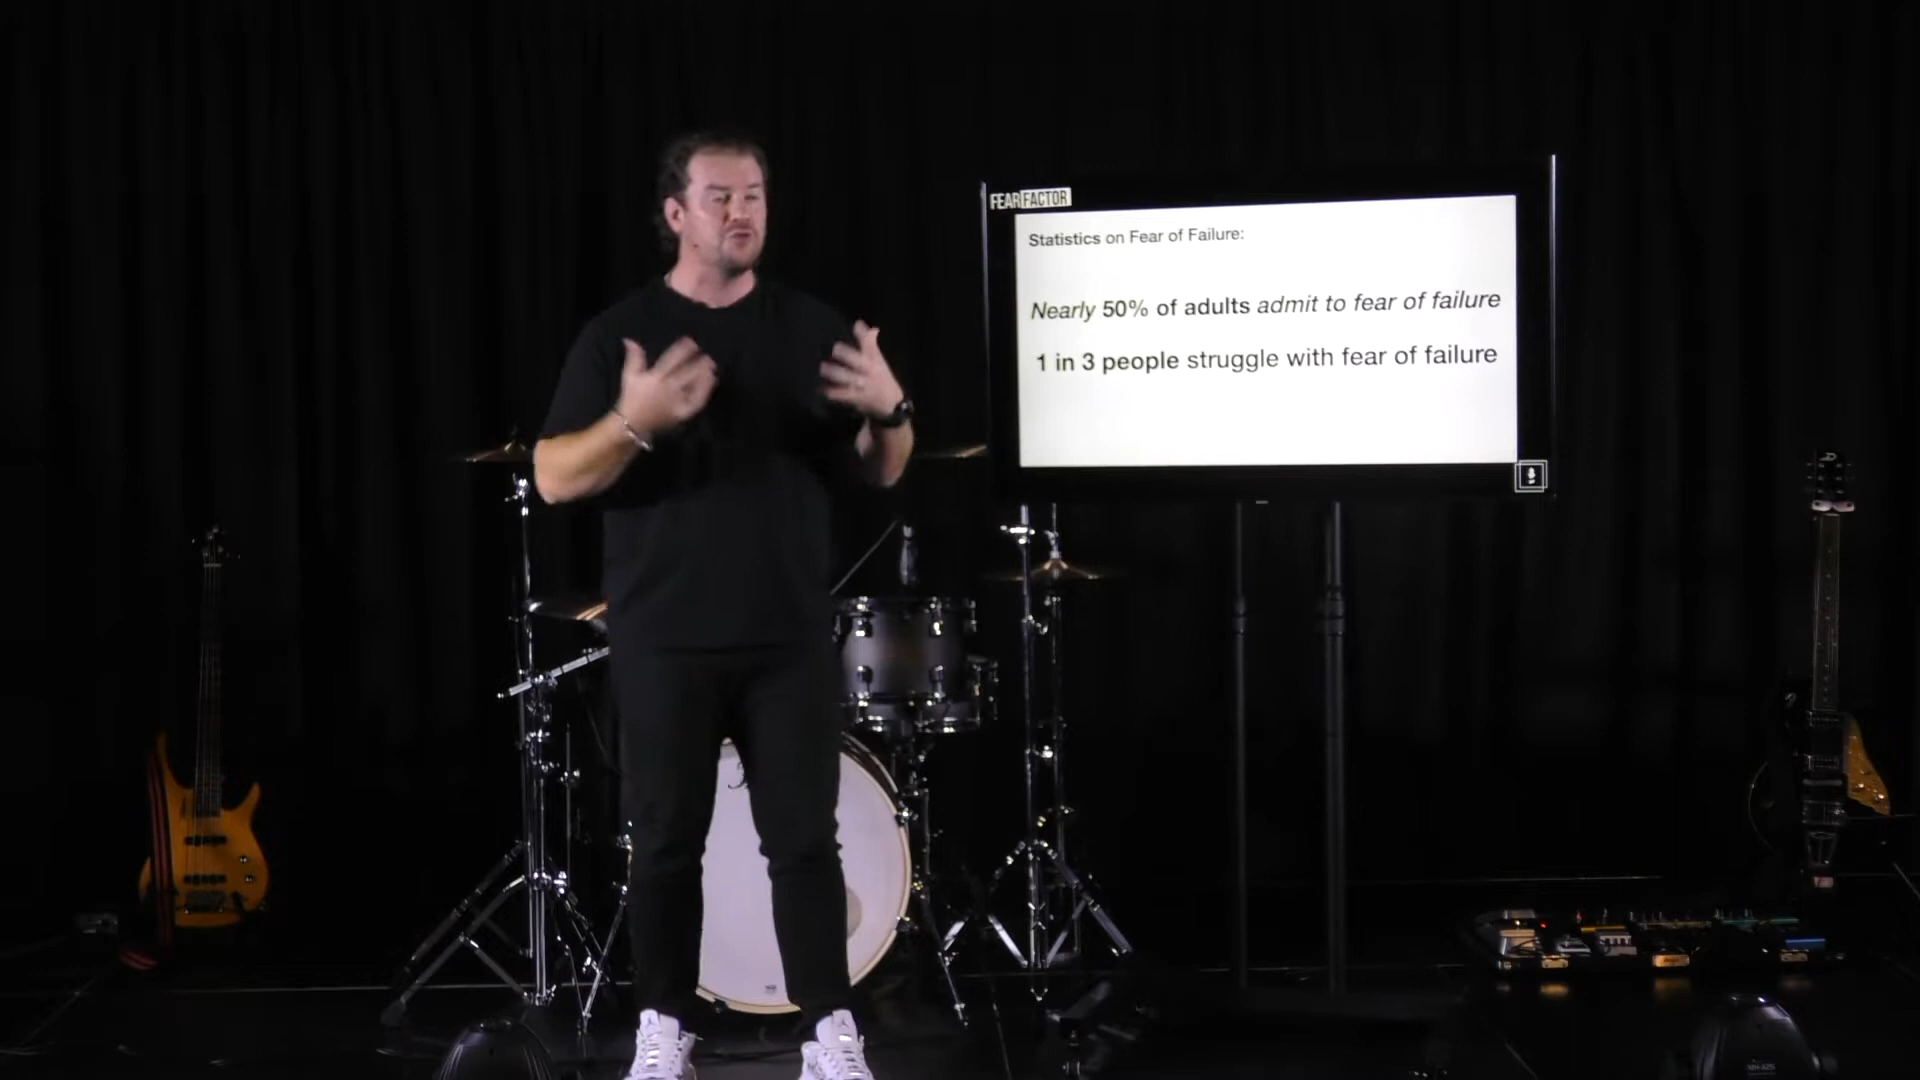 FEAR FACTOR
Statistics on Fear of Failure:
Nearly 50% of adults admit to fear of failure
1 in 3 people struggle with fear of failure